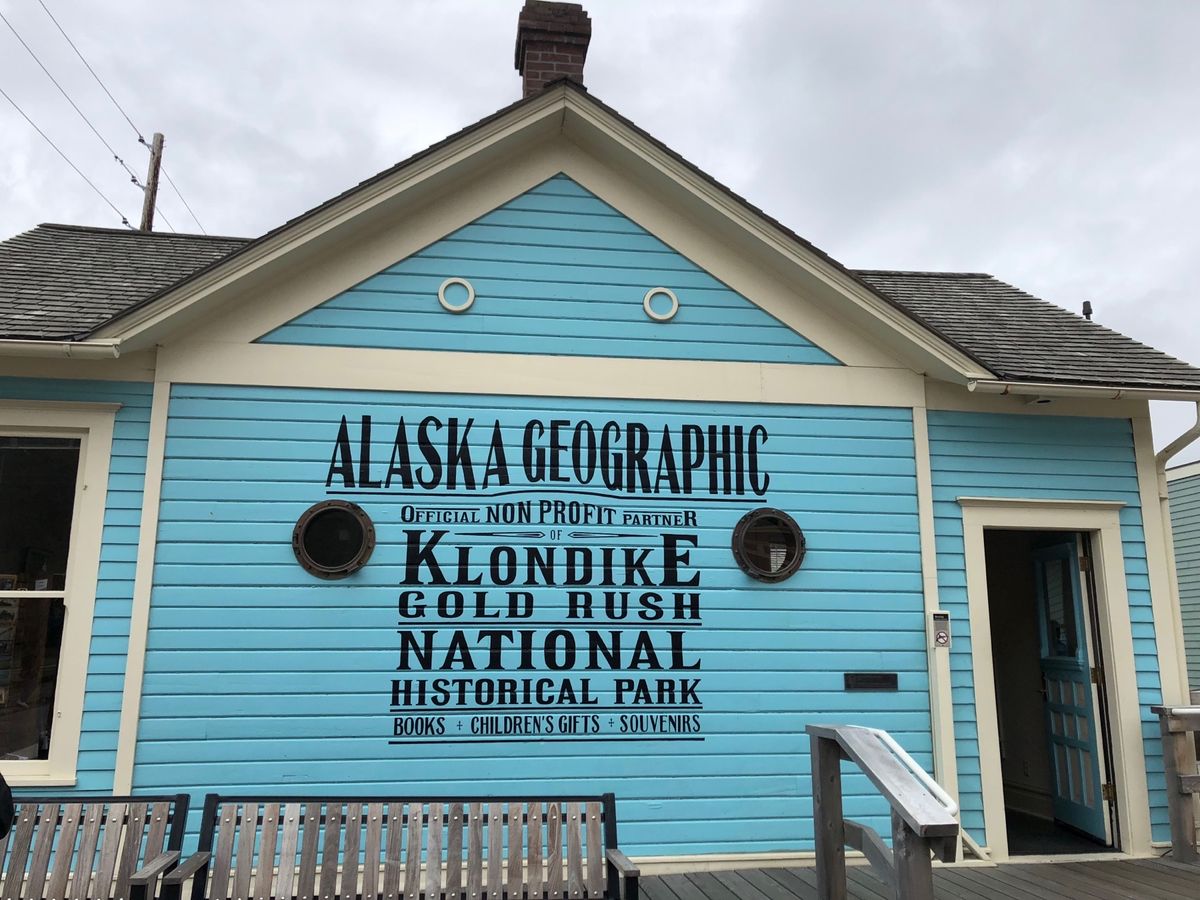 ALASKA GEOGRAPHIC
OFFICIAL NON PROFIT PARTNER
OF
KLONDIKE
GOLD RUSH
NATIONAL
HISTORICAL PARK
BOOKS + CHILDREN'S GIFTS + SOUVENIRS